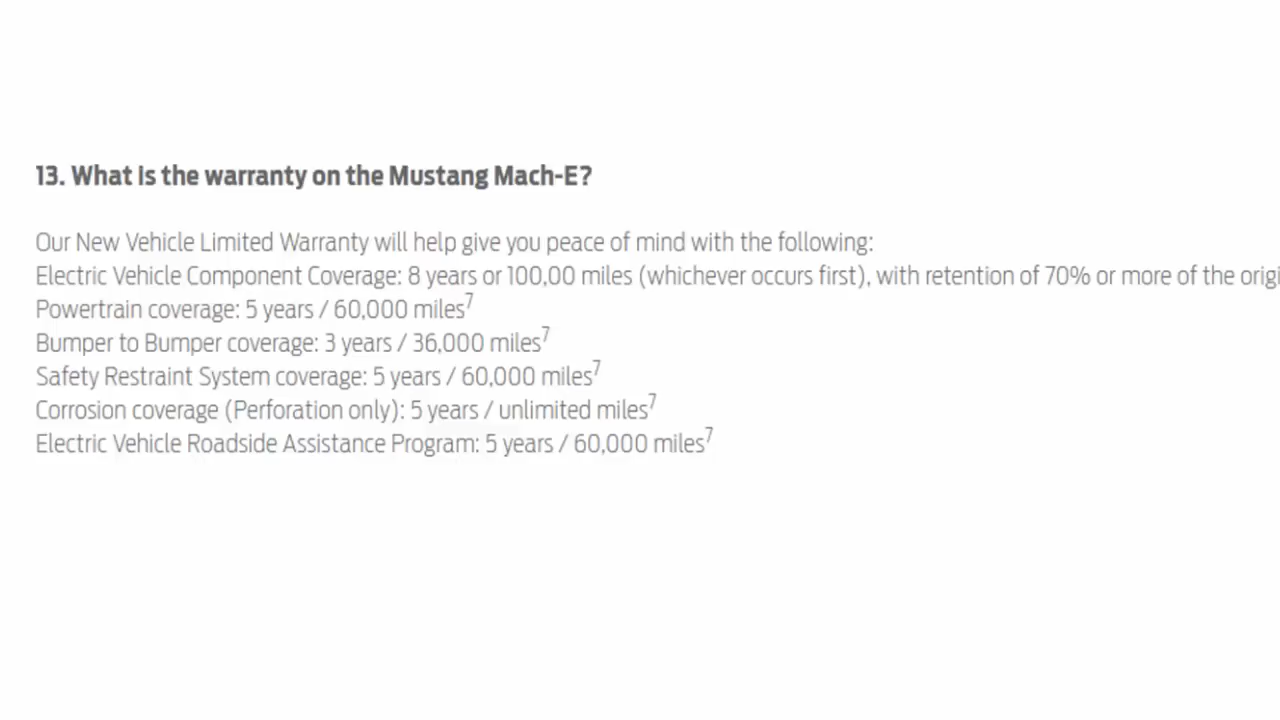 13. What is the warranty on the Mustang Mach-E?
Our New Vehicle Limited Warranty will help give you peace of mind with the following:
Electric Vehicle Component Coverage: 8 years or 100,00 miles (whichever occurs first), with retention of 70% or more of the origi
Powertrain coverage: 5 years / 60,000 miles7
Bumper to Bumper coverage: 3 years / 36,000 miles7
Safety Restraint System coverage: 5 years / 60,000 miles7
Corrosion coverage (Perforation only): 5 years / unlimited miles7
Electric Vehicle Roadside Assistance Program: 5 years / 60,000 miles7